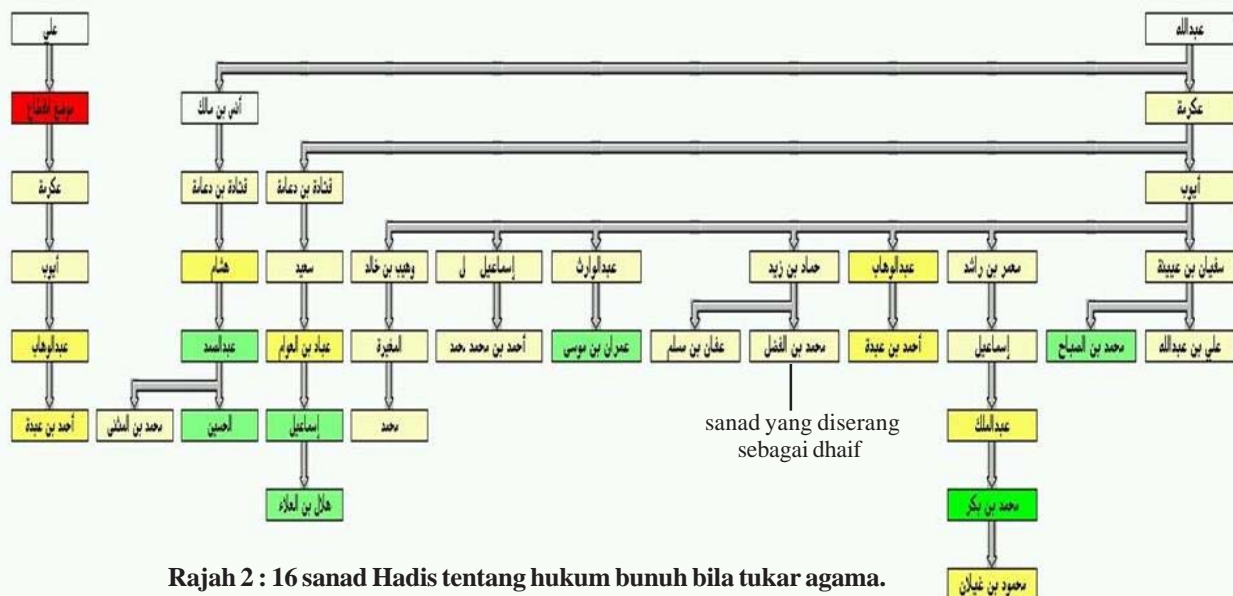 علي
عبدالله
موضع انقطاع
أنس بن مالك
عكرمة
عكرمة
قتادة بن دعامة
قتادة بن دعامة
أيوب
أيوب
هشام
سعيد
وهيب بن خالد
إسماعيل ل
عبدالوارث
حماد بن زيد
عبدالوهاب
معمر بن راشد
سفيان بن عيينة
عبدالوهاب
عبدالصمد
عباد بن العوام
المغيرة
أحمد بن محمد محمد
عمران بن موسى
عفان بن مسلم
محمد بن الفضل
أحمد بن عبدة
إسماعيل
محمد بن الصباح
علي بن عبدالله
أحمد بن عبدة
محمد بن المثنى
الحسين
إسماعيل
محمد
sanad yang diserang
sebagai dhaif
عبدالملك
هلال بن العلاء
محمد بن بكر
محمود بن غيلان
Rajah 2 : 16 sanad Hadis tentang hukum bunuh bila tukar agama.